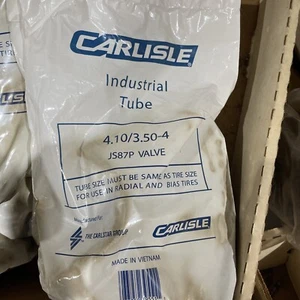 CARLISLE
Industrial
Tube
4.10/3.50-4
JS87P VALVE
TUBE SIZE MUST BE SAME AS TIRE SIZE
FOR USE IN RADIAL AND BIAS TIRES
THE CARLSTAR GROUP
CARLISLE
MADE IN VIETNAM